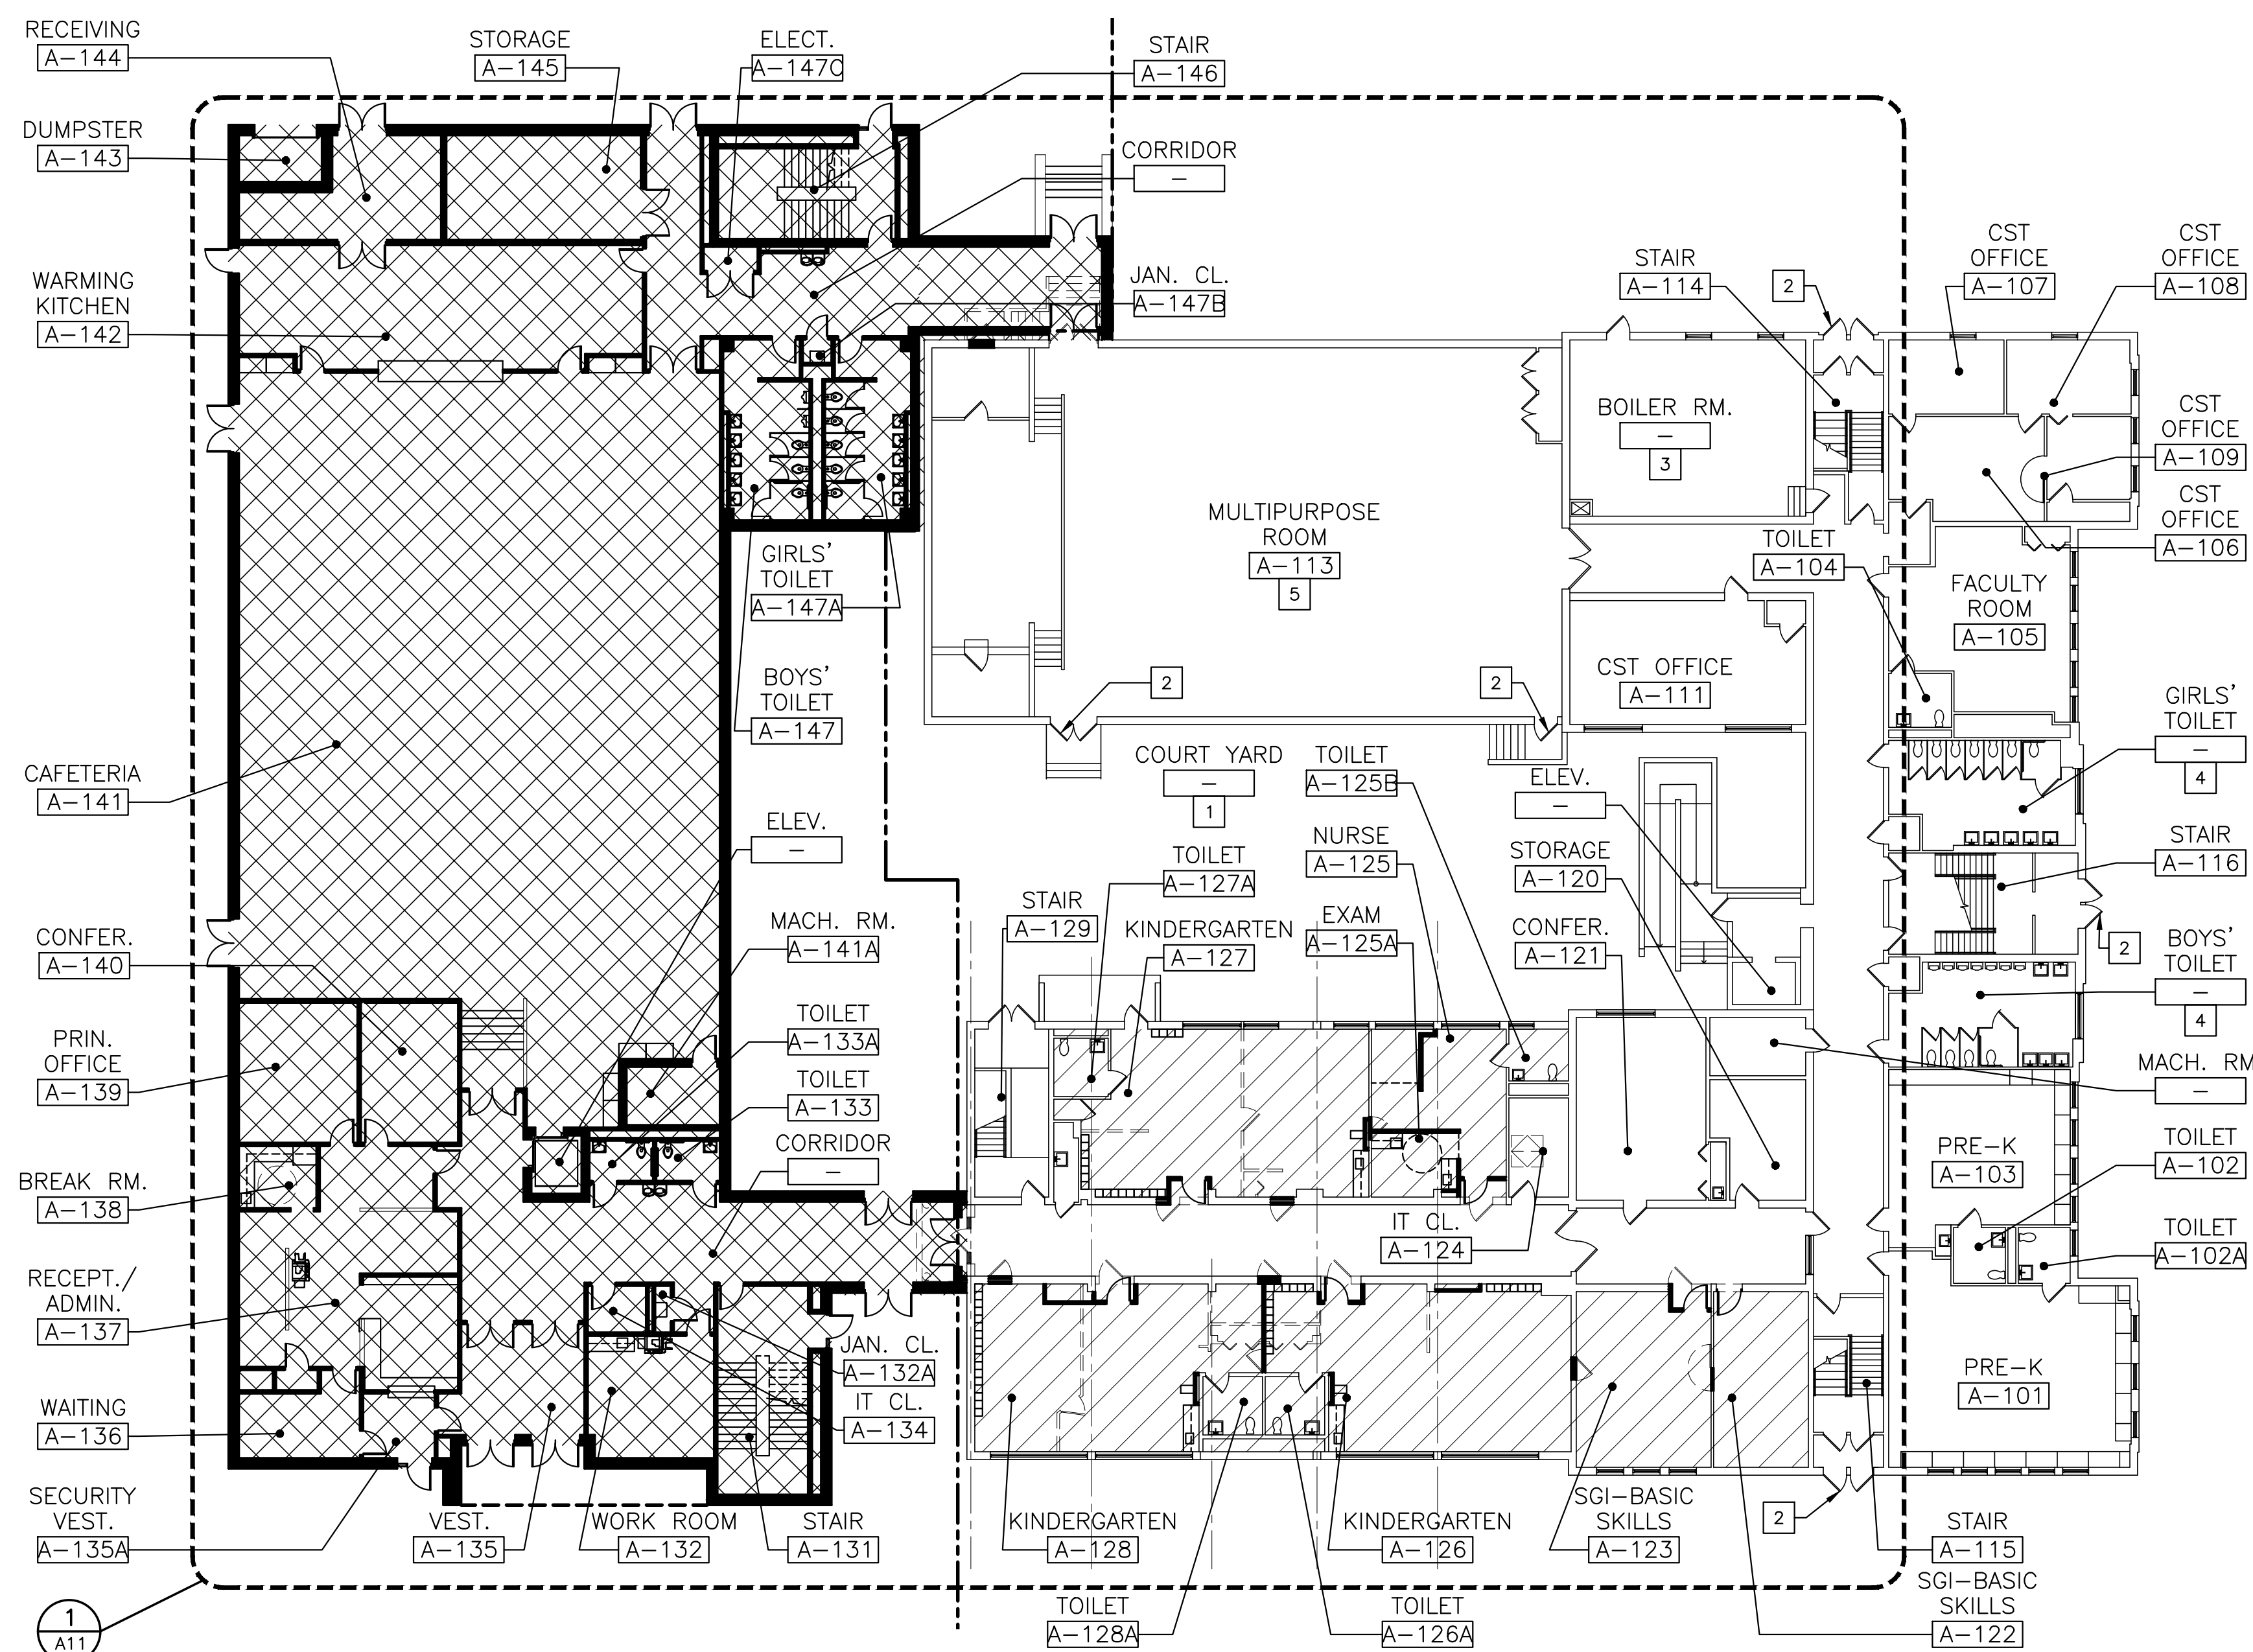 RECEIVING
A-144
STORAGE
A-145
ELECT.
A-147C
STAIR
A-146
DUMPSTER
A-143
CORRIDOR
-
WARMING
KITCHEN
A-142
JAN. CL.
A-147B
STAIR
A-114
2
CST
OFFICE
A-107
CST
OFFICE
A-108
BOILER RM.
-
3
CST
OFFICE
A-109
CST
OFFICE
A-106
MULTIPURPOSE
ROOM
A-113
5
TOILET
A-104
GIRLS'
TOILET
A-147A
FACULTY
ROOM
A-105
BOYS'
TOILET
A-147
2
2
CST OFFICE
A-111
GIRLS'
TOILET
-
4
CAFETERIA
A-141
COURT YARD
-
1
TOILET
A-125B
ELEV.
-
ELEV.
-
TOILET
A-127A
NURSE
A-125
STORAGE
A-120
STAIR
A-116
CONFER.
A-140
MACH. RM.
A-141A
STAIR
A-129
KINDERGARTEN
A-127
EXAM
A-125A
CONFER.
A-121
2
BOYS'
TOILET
-
4
PRIN.
OFFICE
A-139
TOILET
A-133A
TOILET
A-133
MACH. RM
-
CORRIDOR
-
BREAK RM.
A-138
PRE-K
A-103
TOILET
A-102
IT CL.
A-124
TOILET
A-102A
RECEPT./
ADMIN.
A-137
JAN. CL.
A-132A
IT CL.
A-134
PRE-K
A-101
WAITING
A-136
SECURITY
VEST.
A-135A
VEST.
A-135
WORK ROOM
A-132
STAIR
A-131
KINDERGARTEN
A-128
KINDERGARTEN
A-126
SGI-BASIC
SKILLS
A-123
2
STAIR
A-115
1
A11
TOILET
A-128A
TOILET
A-126A
SGI-BASIC
SKILLS
A-122